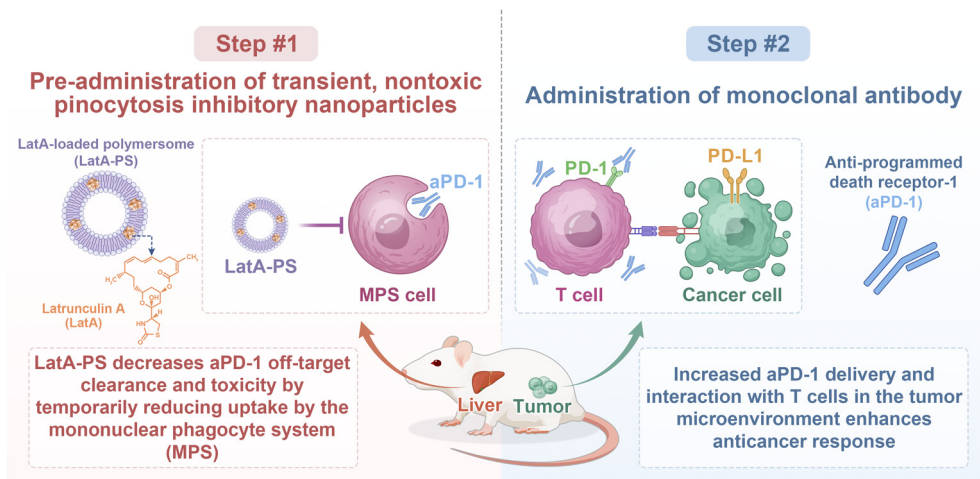 Step #1
Pre-administration of transient, nontoxic
pinocytosis inhibitory nanoparticles
LatA-loaded polymersome
(LatA-PS)
aPD-1
LatA-PS
MPS cell
CH₃
H₃C
O
O
O
OH
H
HN
S
O
Latrunculin A
(LatA)
LatA-PS decreases aPD-1 off-target
clearance and toxicity by
temporarily reducing uptake by the
mononuclear phagocyte system
(MPS)
Liver
Tumor
Step #2
Administration of monoclonal antibody
PD-1
PD-L1
T cell
Cancer cell
Anti-programmed
death receptor-1
(aPD-1)
Increased aPD-1 delivery and
interaction with T cells in the tumor
microenvironment enhances
anticancer response